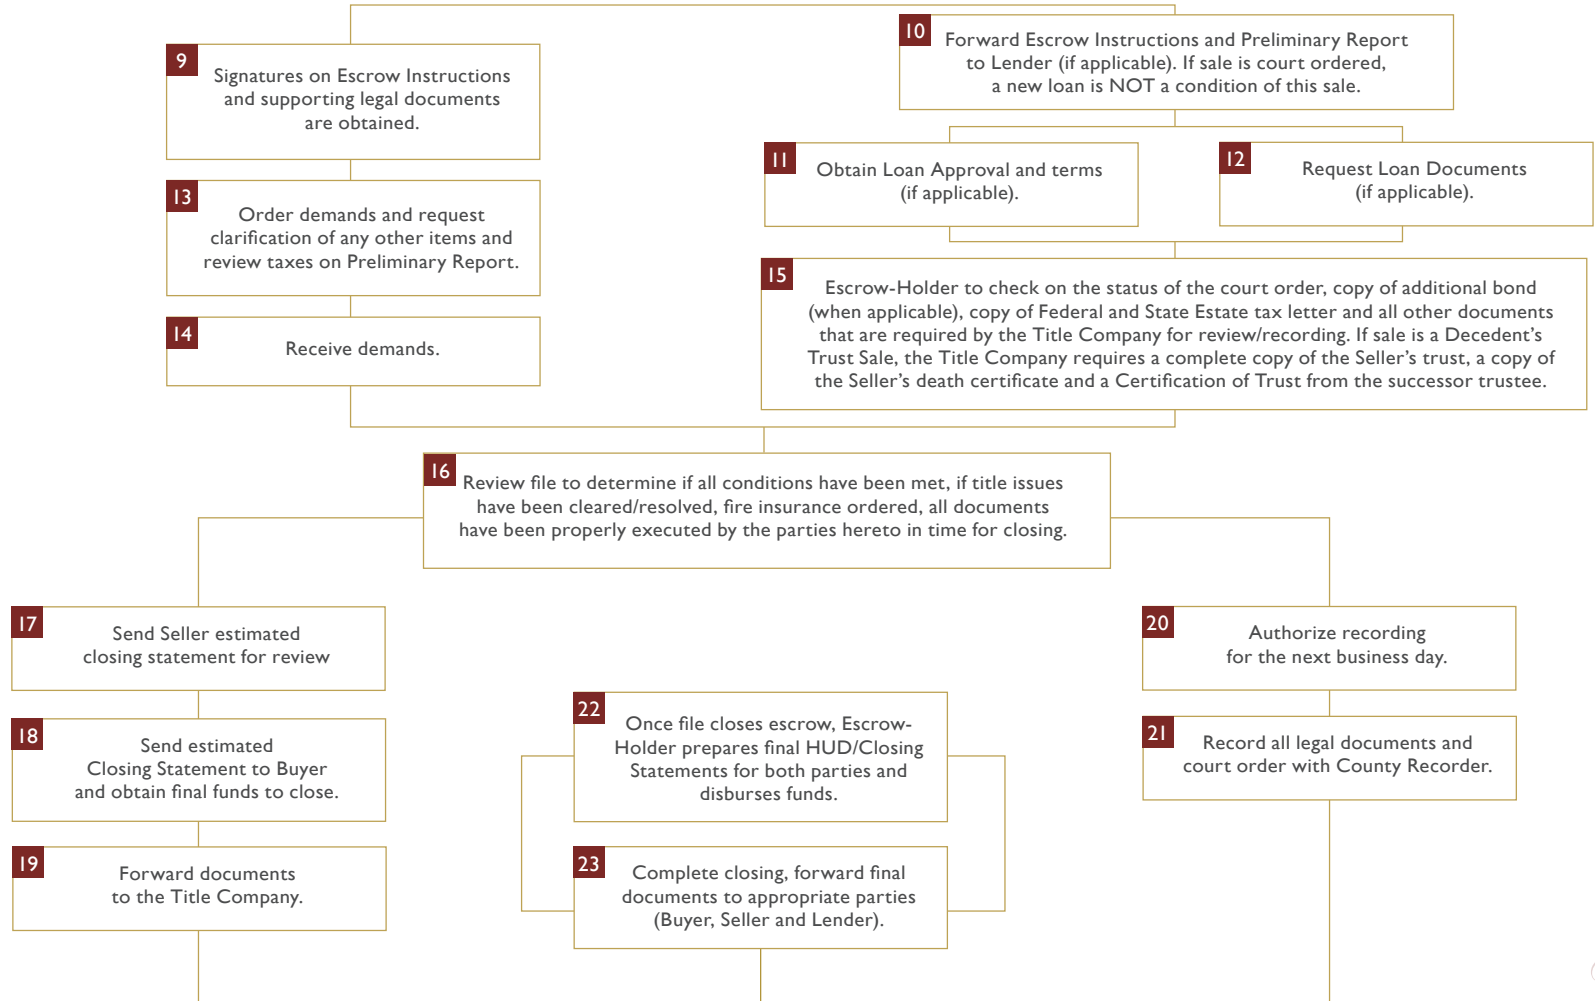 9
Signatures on Escrow Instructions
and supporting legal documents
are obtained.
10
Forward Escrow Instructions and Preliminary Report
to Lender (if applicable). If sale is court ordered,
a new loan is NOT a condition of this sale.
11
Obtain Loan Approval and terms
(if applicable).
12
Request Loan Documents
(if applicable).
13
Order demands and request
clarification of any other items and
review taxes on Preliminary Report.
14
Receive demands.
15
Escrow-Holder to check on the status of the court order, copy of additional bond
(when applicable), copy of Federal and State Estate tax letter and all other documents
that are required by the Title Company for review/recording. If sale is a Decedent’s
Trust Sale, the Title Company requires a complete copy of the Seller’s trust, a copy of
the Seller’s death certificate and a Certification of Trust from the successor trustee.
16
Review file to determine if all conditions have been met, if title issues
have been cleared/resolved, fire insurance ordered, all documents
have been properly executed by the parties hereto in time for closing.
17
Send Seller estimated
closing statement for review
18
Send estimated
Closing Statement to Buyer
and obtain final funds to close.
19
Forward documents
to the Title Company.
20
Authorize recording
for the next business day.
21
Record all legal documents and
court order with County Recorder.
22
Once file closes escrow, Escrow-
Holder prepares final HUD/Closing
Statements for both parties and
disburses funds.
23
Complete closing, forward final
documents to appropriate parties
(Buyer, Seller and Lender).